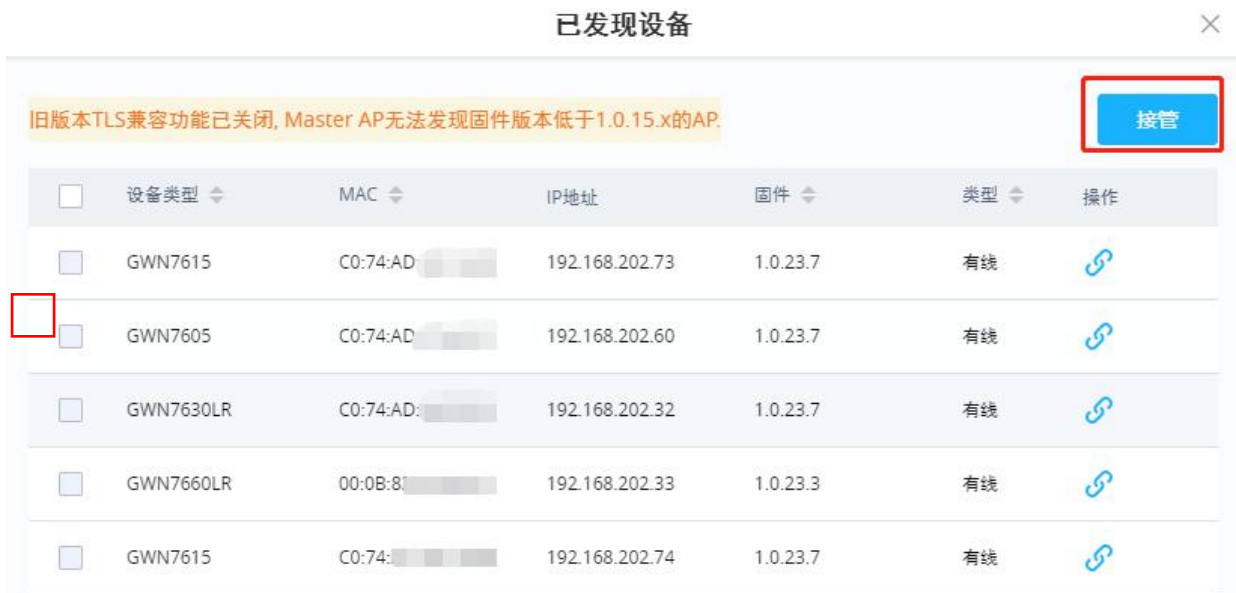 已发现设备
旧版本TLS兼容功能已关闭, Master AP无法发现固件版本低于1.0.15.x的AP.
接管
设备类型 MAC IP地址 固件 类型 操作
GWN7615 C0:74:AD 192.168.202.73 1.0.23.7 有线
GWN7605 C0:74:AD 192.168.202.60 1.0.23.7 有线
GWN7630LR C0:74:AD: 192.168.202.32 1.0.23.7 有线
GWN7660LR 00:0B:8 192.168.202.33 1.0.23.3 有线
GWN7615 C0:74: 192.168.202.74 1.0.23.7 有线